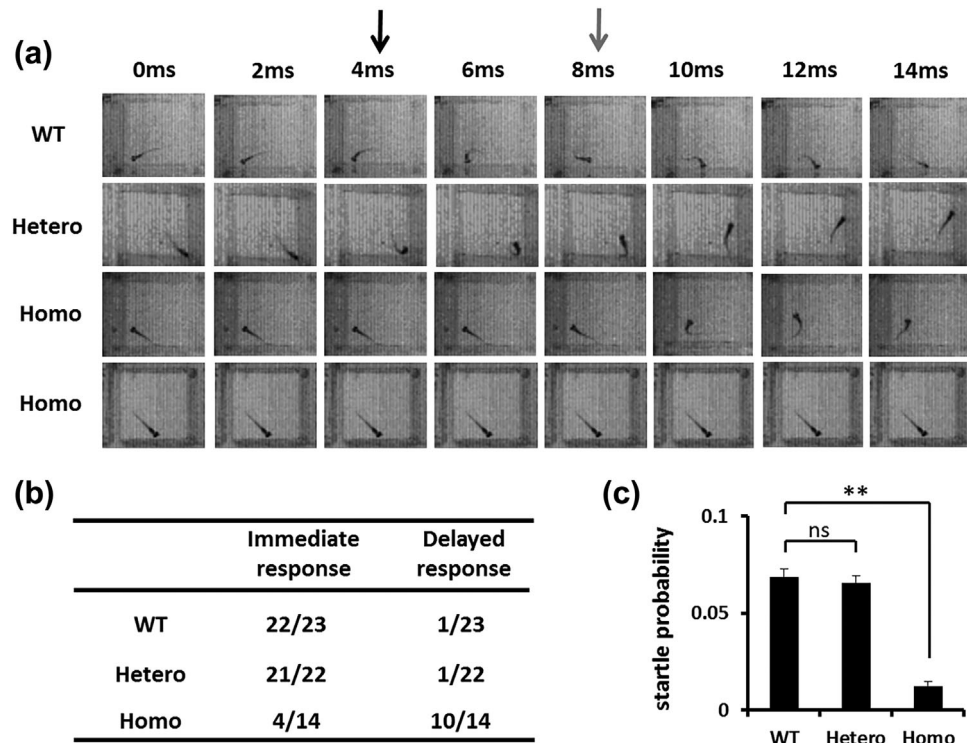 (a)
0ms 2ms 4ms 6ms 8ms 10ms 12ms 14ms
WT
Hetero
Homo
Homo
(b)
Immediate response Delayed response
WT 22/23 1/23
Hetero 21/22 1/22
Homo 4/14 10/14
(c)
startle probability
0.1
0.05
0
**
ns
WT Hetero Homo